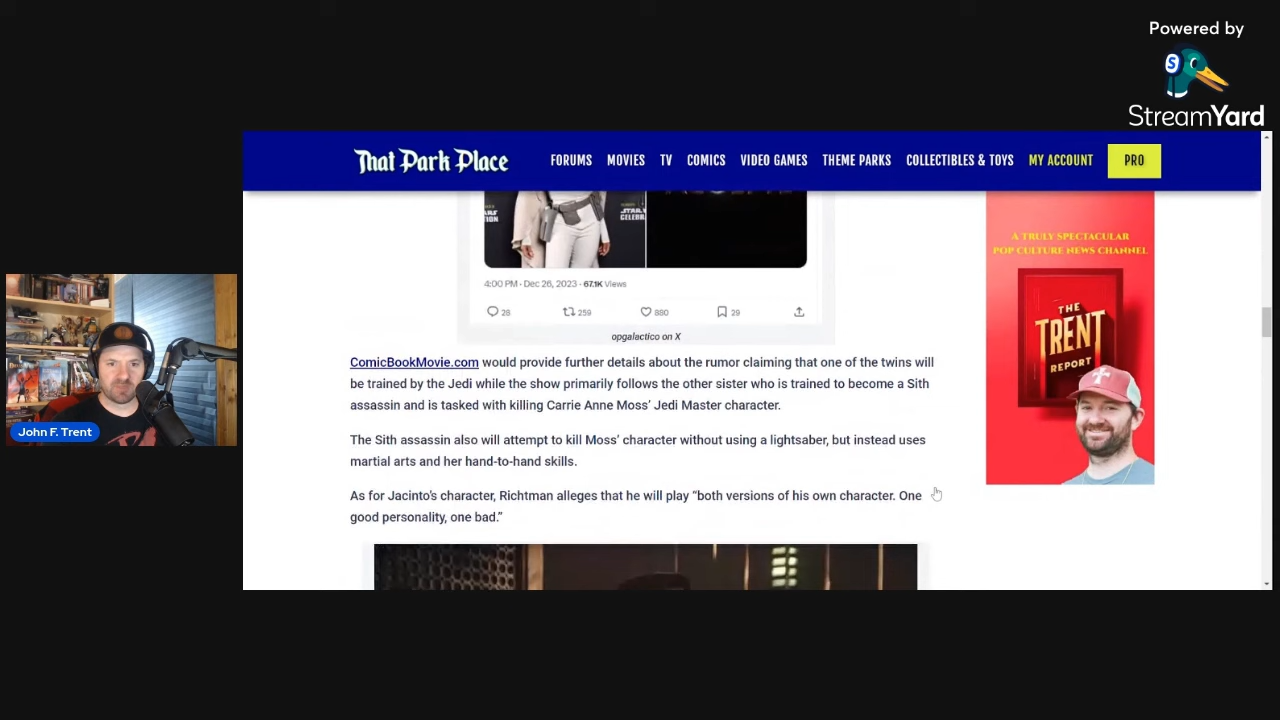 Powered by
S
StreamYard
That Park Place
FORUMS MOVIES TV COMICS VIDEO GAMES THEME PARKS COLLECTIBLES & TOYS MY ACCOUNT PRO
4:00 PM · Dec 26, 2023 · 67.1K Views
28 259 880 29
opgalactico on X
ComicBookMovie.com would provide further details about the rumor claiming that one of the twins will
be trained by the Jedi while the show primarily follows the other sister who is trained to become a Sith
assassin and is tasked with killing Carrie Anne Moss’ Jedi Master character.
The Sith assassin also will attempt to kill Moss’ character without using a lightsaber, but instead uses
martial arts and her hand-to-hand skills.
As for Jacinto’s character, Richtman alleges that he will play “both versions of his own character. One
good personality, one bad.”
A TRULY SPECTACULAR
POP CULTURE NEWS CHANNEL
THE
TRENT
REPORT
John F. Trent